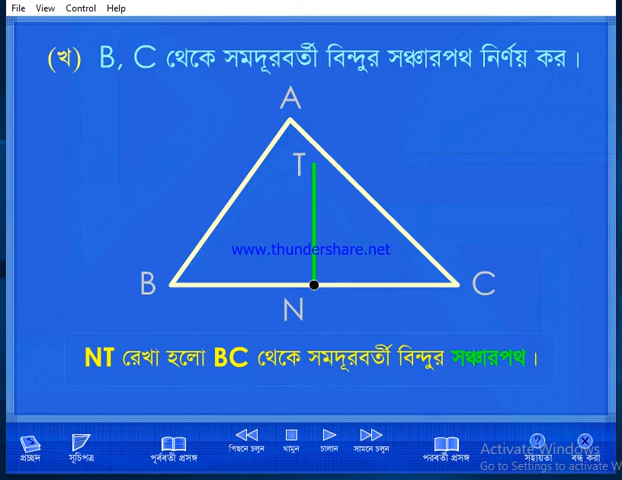 File View Control Help
(খ) B, C থেকে সমদূরবর্তী বিন্দুর সঞ্চারপথ নির্ণয় কর।
A
T
www.thundershare.net
B
C
N
NT রেখা হলো BC থেকে সমদূরবর্তী বিন্দুর সঞ্চারপথ।
প্রচ্ছদ সূচিপত্র পূর্ববর্তী প্রসঙ্গ পিছনে চলুন থামুন চালান সামনে চলুন পরবর্তী প্রসঙ্গ সহায়তা বন্ধ করা
Activate Windows
Go to Settings to activate W